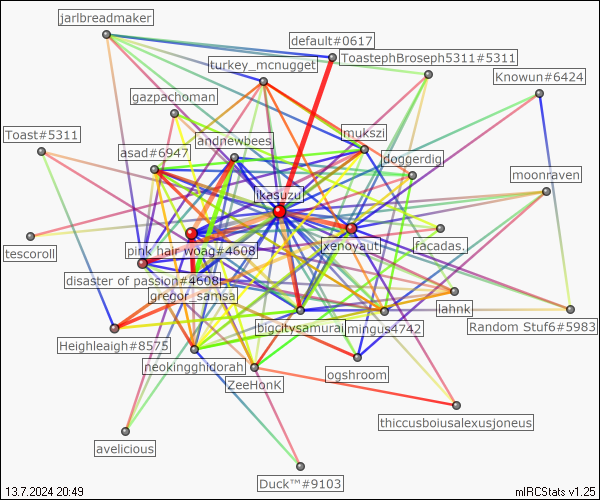 jarlbreadmaker
default#0617
ToastephBroseph5311#5311
turkey_mcnugget
Knowun#6424
gazpachoman
Toast#5311
mukszi
landnewbees
asad#6947
doggerdig
moonraven
ikasuzu
xenoyaut
facadas.
tescoroll
pink hair woag#4608
disaster of passion#4608
gregor_samsa
lahnk
bigcitysamurai
mingus4742
Random Stuf6#5983
Heighleaigh#8575
neokingghidorah
ogshroom
ZeeHonK
thiccusboiusalexusjoneus
avelicious
Duck™#9103
13.7.2024 20:49
mIRCStats v1.25